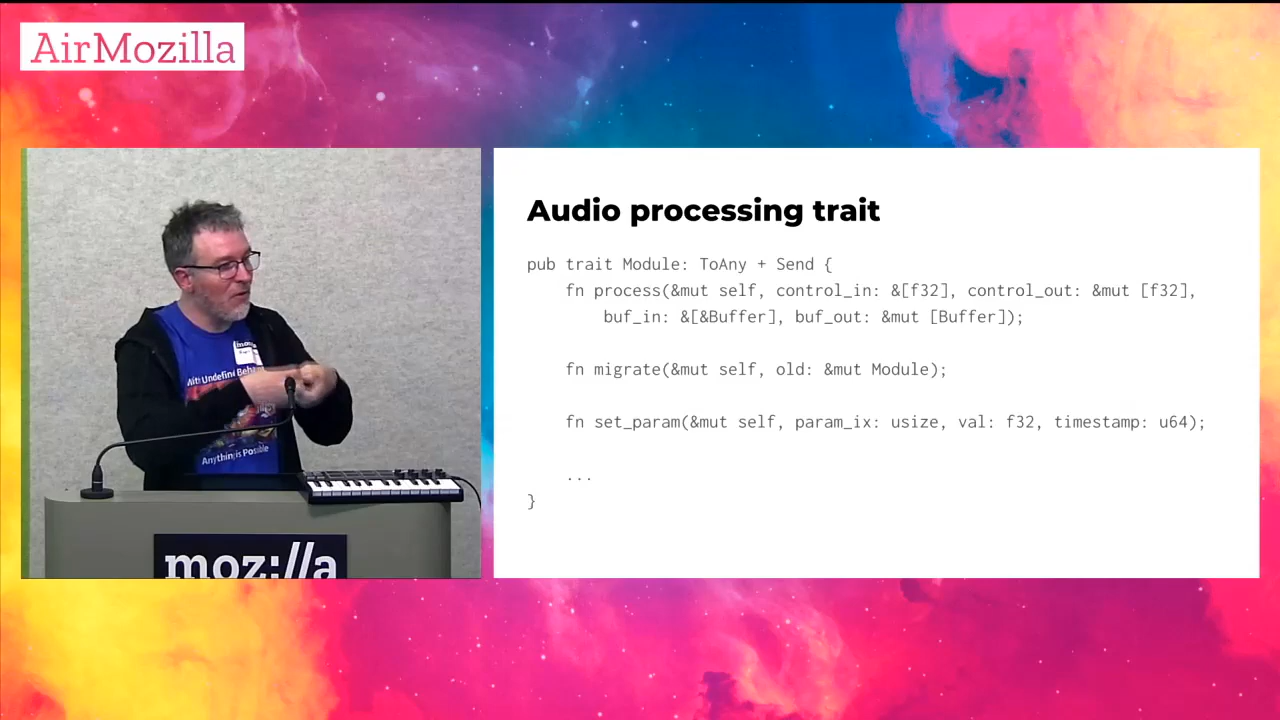 AirMozilla
Audio processing trait
pub trait Module: ToAny + Send {
fn process(&mut self, control_in: &[f32], control_out: &mut [f32],
buf_in: &[&Buffer], buf_out: &mut [Buffer]);
fn migrate(&mut self, old: &mut Module);
fn set_param(&mut self, param_ix: usize, val: f32, timestamp: u64);
...
}
With Undefined
Anything is Possible
moz://a